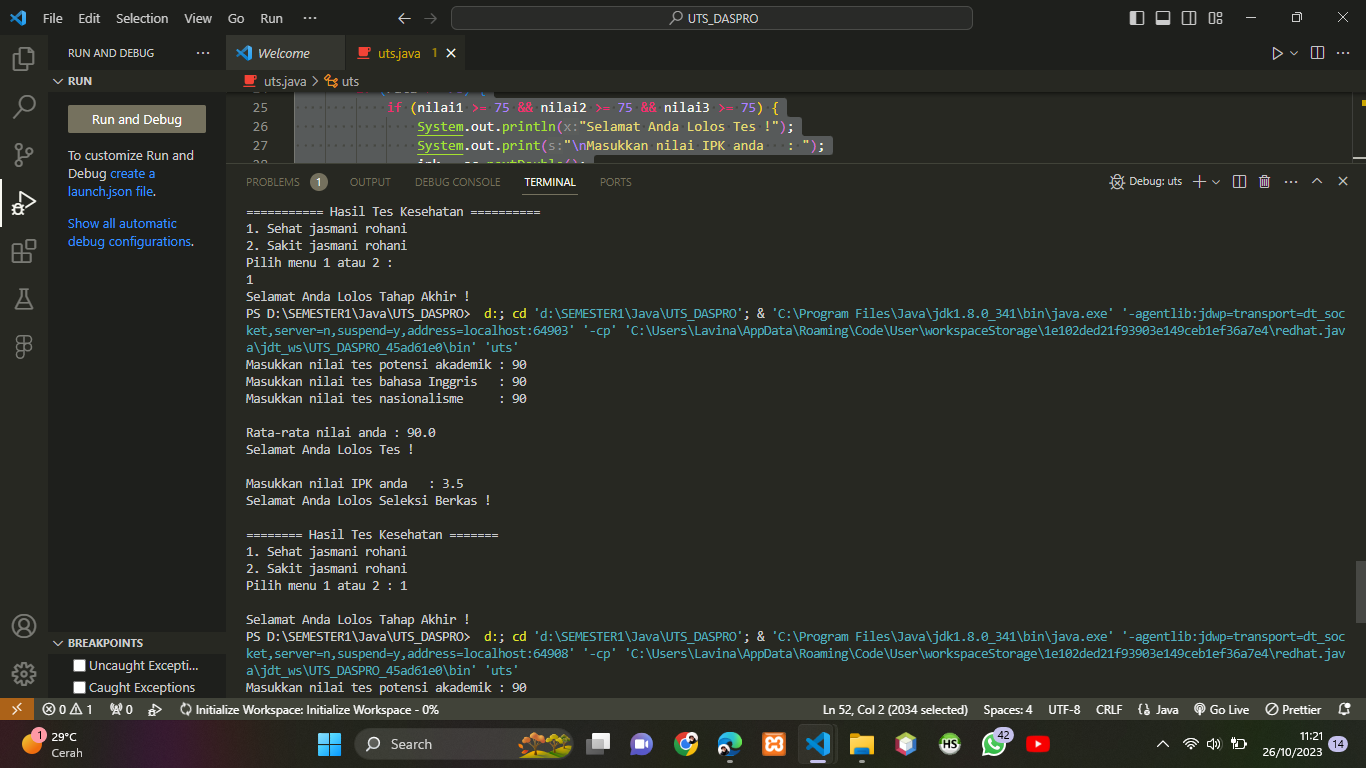 File Edit Selection View Go Run ··· UTS_DASPRO
RUN AND DEBUG ···
RUN
Run and Debug
To customize Run and
Debug create a
launch.json file.
Show all automatic
debug configurations.
BREAKPOINTS
Uncaught Excepti...
Caught Exceptions
Welcome uts.java 1
uts.java > uts
25 if (nilai1 >= 75 && nilai2 >= 75 && nilai3 >= 75) {
26 System.out.println(x:"Selamat Anda Lolos Tes !");
27 System.out.print(s:"\nMasukkan nilai IPK anda   : ");
PROBLEMS 1 OUTPUT DEBUG CONSOLE TERMINAL PORTS Debug: uts
=========== Hasil Tes Kesehatan ==========
1. Sehat jasmani rohani
2. Sakit jasmani rohani
Pilih menu 1 atau 2 :
1
Selamat Anda Lolos Tahap Akhir !
PS D:\SEMESTER1\Java\UTS_DASPRO>  d:; cd 'd:\SEMESTER1\Java\UTS_DASPRO'; & 'C:\Program Files\Java\jdk1.8.0_341\bin\java.exe' '-agentlib:jdwp=transport=dt_soc
ket,server=n,suspend=y,address=localhost:64903' '-cp' 'C:\Users\Lavina\AppData\Roaming\Code\User\workspaceStorage\1e102ded21f93903e149ceb1ef36a7e4\redhat.jav
a\jdt_ws\UTS_DASPRO_45ad61e0\bin' 'uts'
Masukkan nilai tes potensi akademik : 90
Masukkan nilai tes bahasa Inggris   : 90
Masukkan nilai tes nasionalisme     : 90
Rata-rata nilai anda : 90.0
Selamat Anda Lolos Tes !
Masukkan nilai IPK anda   : 3.5
Selamat Anda Lolos Seleksi Berkas !
======== Hasil Tes Kesehatan =======
1. Sehat jasmani rohani
2. Sakit jasmani rohani
Pilih menu 1 atau 2 : 1
Selamat Anda Lolos Tahap Akhir !
PS D:\SEMESTER1\Java\UTS_DASPRO>  d:; cd 'd:\SEMESTER1\Java\UTS_DASPRO'; & 'C:\Program Files\Java\jdk1.8.0_341\bin\java.exe' '-agentlib:jdwp=transport=dt_soc
ket,server=n,suspend=y,address=localhost:64908' '-cp' 'C:\Users\Lavina\AppData\Roaming\Code\User\workspaceStorage\1e102ded21f93903e149ceb1ef36a7e4\redhat.jav
a\jdt_ws\UTS_DASPRO_45ad61e0\bin' 'uts'
Masukkan nilai tes potensi akademik : 90
0 1 0 Initialize Workspace: Initialize Workspace - 0% Ln 52, Col 2 (2034 selected) Spaces: 4 UTF-8 CRLF {} Java Go Live Prettier
1 29°C
Cerah
Search
HS
42
11:21
26/10/2023
14